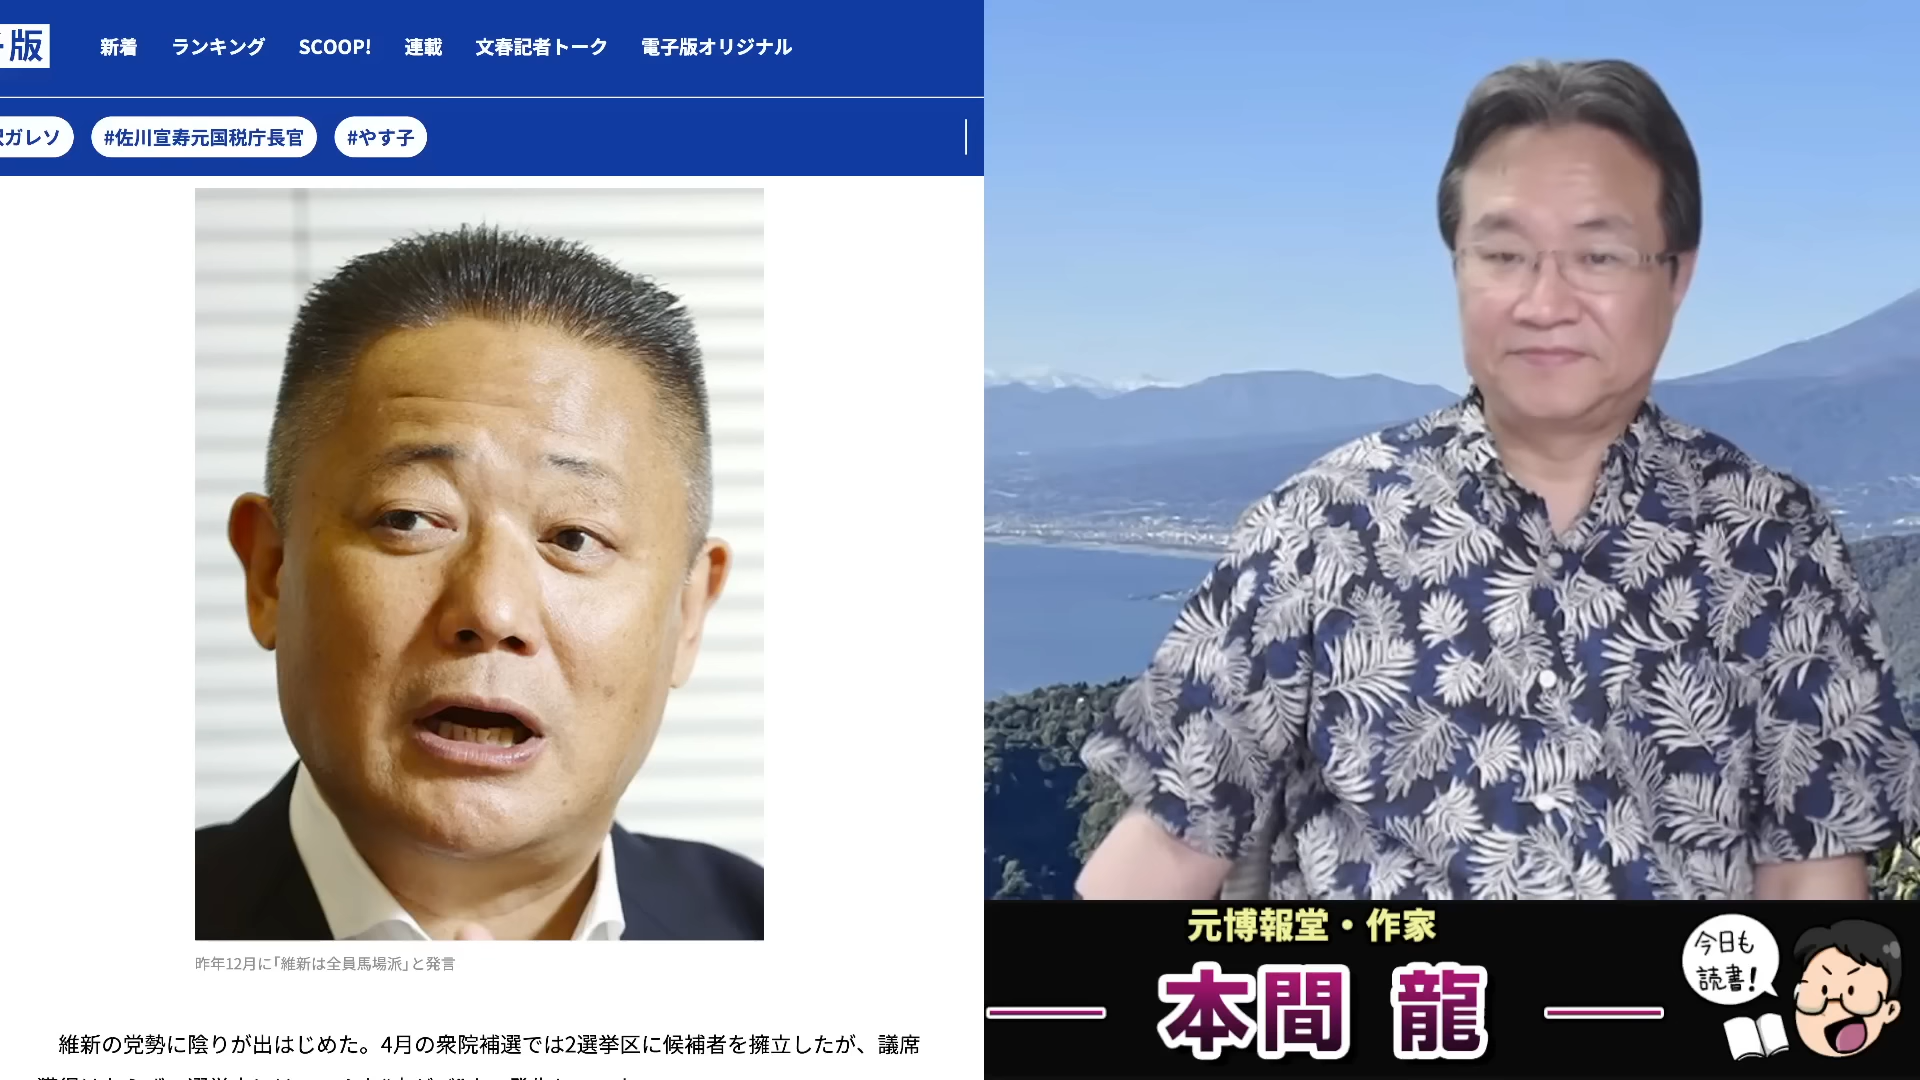 版
新着 ランキング SCOOP! 連載 文春記者トーク 電子版オリジナル
ガレソ #佐川宣寿元国税庁長官 #やす子
昨年12月に「維新は全員馬場派」と発言
維新の党勢に陰りが出はじめた。4月の衆院補選では2選挙区に候補者を擁立したが、議席
元博報堂・作家
本間 龍
今日も
読書!